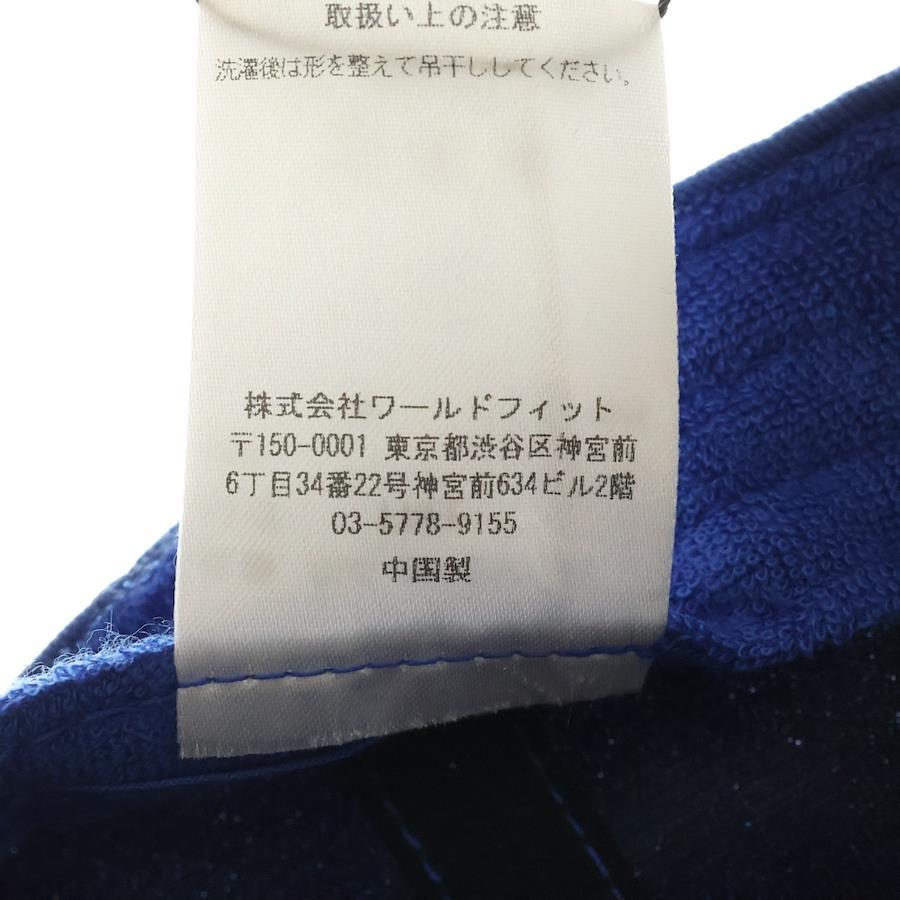 取扱い上の注意
洗濯後は形を整えて吊干ししてください。
株式会社ワールドフィット
〒150-0001 東京都渋谷区神宮前
6丁目34番22号神宮前634ビル2階
03-5778-9155
中国製